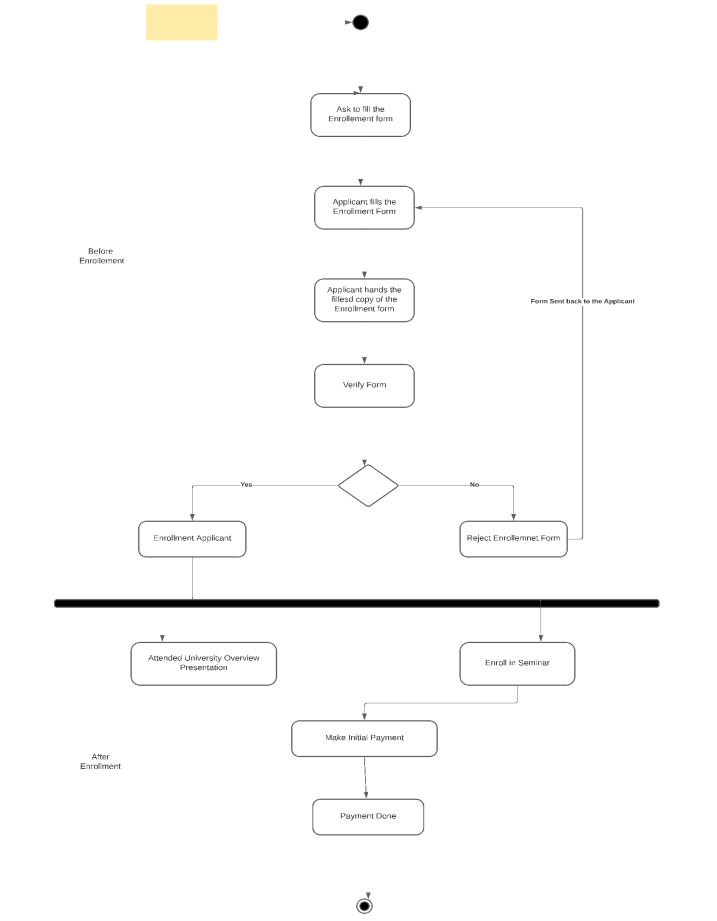 Ask to fill the
Enrollement form
Applicant fills the
Enrollment Form
Before
Enrollement
Applicant hands the
fillesd copy of the
Enrollment form
Form Sent back to the Applicant
Verify Form
Yes
No
Enrollment Applicant
Reject Enrollemnet Form
Attended University Overview
Presentation
Enroll in Seminar
Make Initial Payment
After
Enrollment
Payment Done